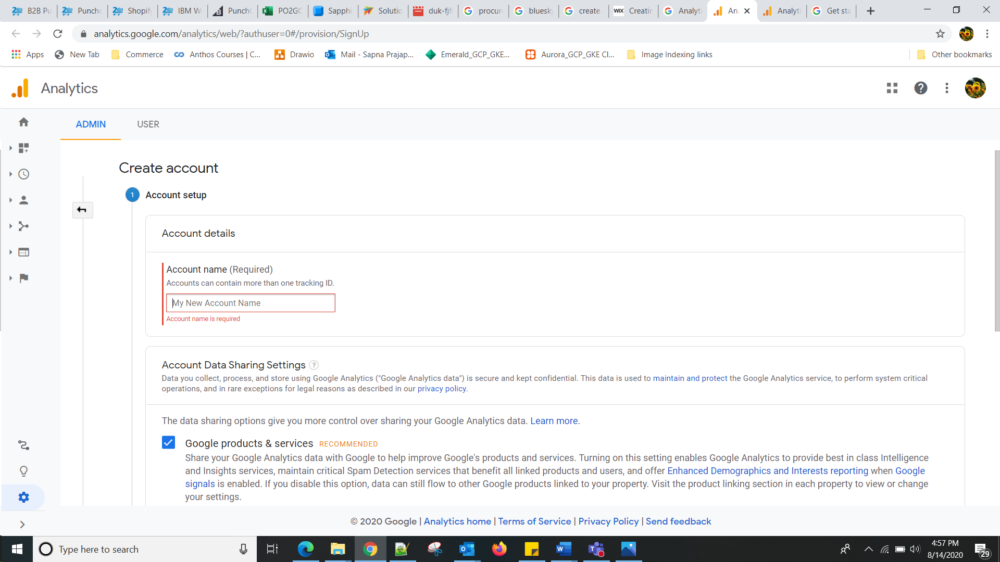 B2B Pu
Puncho
Shopify
IBM We
PunchO
PO2GO
Sapphi
Solutio
duk-fjf
procure
bluesky
create
WIX Creatin
Analyti
An
Analyti
Get sta
analytics.google.com/analytics/web/?authuser=0#/provision/SignUp
Apps
New Tab
Commerce
Anthos Courses | C...
Drawio
Mail - Sapna Prajap...
Emerald_GCP_GKE...
Aurora_GCP_GKE Cl...
Image Indexing links
Other bookmarks
Analytics
ADMIN
USER
Create account
1 Account setup
Account details
Account name (Required)
Accounts can contain more than one tracking ID.
My New Account Name
Account name is required
Account Data Sharing Settings ?
Data you collect, process, and store using Google Analytics ("Google Analytics data") is secure and kept confidential. This data is used to maintain and protect the Google Analytics service, to perform system critical
operations, and in rare exceptions for legal reasons as described in our privacy policy.
The data sharing options give you more control over sharing your Google Analytics data. Learn more.
Google products & services RECOMMENDED
Share your Google Analytics data with Google to help improve Google's products and services. Turning on this setting enables Google Analytics to provide best in class Intelligence
and Insights services, maintain critical Spam Detection services that benefit all linked products and users, and offer Enhanced Demographics and Interests reporting when Google
signals is enabled. If you disable this option, data can still flow to other Google products linked to your property. Visit the product linking section in each property to view or change
your settings.
© 2020 Google | Analytics home | Terms of Service | Privacy Policy | Send feedback
Type here to search
4:57 PM
8/14/2020
29